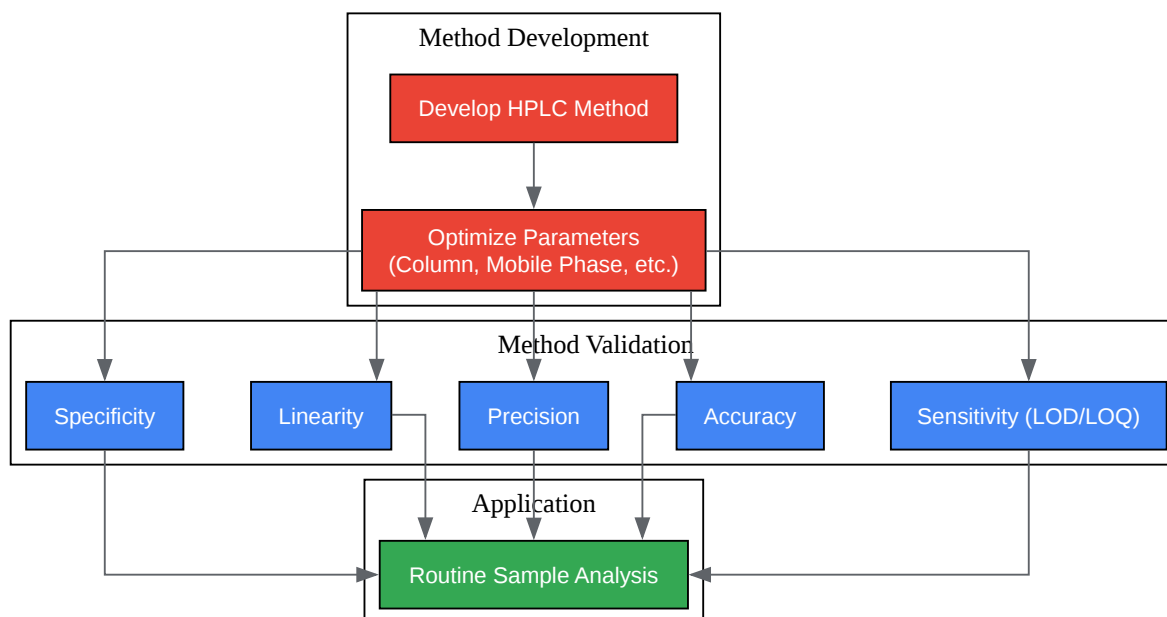 Method Development
Develop HPLC Method
Optimize Parameters
(Column, Mobile Phase, etc.)
Method Validation
Specificity
Linearity
Precision
Accuracy
Sensitivity (LOD/LOQ)
Application
Routine Sample Analysis